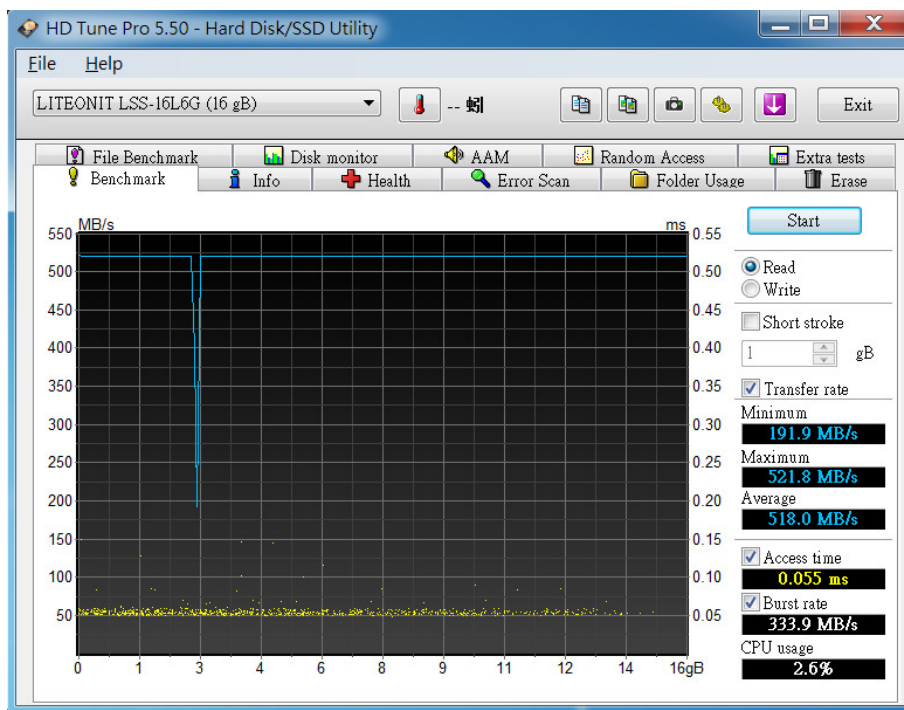 HD Tune Pro 5.50 - Hard Disk/SSD Utility
File Help
LITEONIT LSS-16L6G (16 gB)
-- 蚓
Exit
File Benchmark Disk monitor AAM Random Access Extra tests
Benchmark Info Health Error Scan Folder Usage Erase
MB/s ms
550 0.55
500 0.50
450 0.45
400 0.40
350 0.35
300 0.30
250 0.25
200 0.20
150 0.15
100 0.10
50 0.05
0 1 3 4 6 8 9 11 12 14 16gB
Start
Read
Write
Short stroke
1 gB
Transfer rate
Minimum
191.9 MB/s
Maximum
521.8 MB/s
Average
518.0 MB/s
Access time
0.055 ms
Burst rate
333.9 MB/s
CPU usage
2.6%